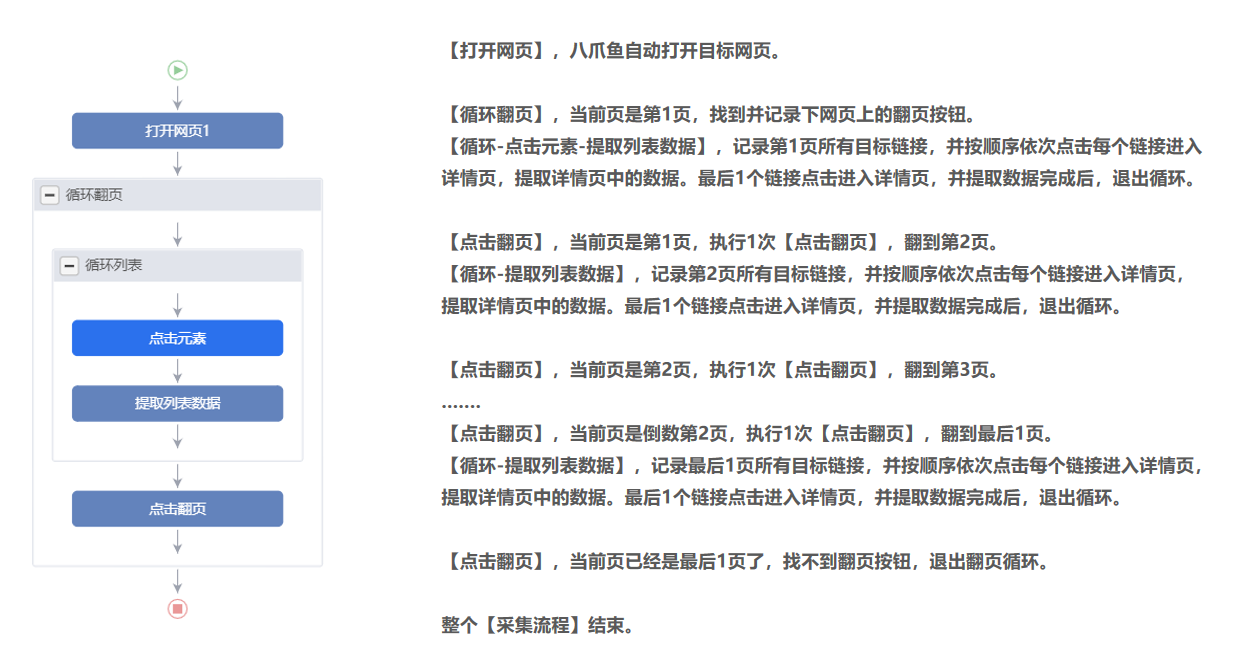 打开网页1
循环翻页
循环列表
点击元素
提取列表数据
点击翻页
【打开网页】，八爪鱼自动打开目标网页。
【循环翻页】，当前页是第1页，找到并记录下网页上的翻页按钮。
【循环-点击元素-提取列表数据】，记录第1页所有目标链接，并按顺序依次点击每个链接进入
详情页，提取详情页中的数据。最后1个链接点击进入详情页，并提取数据完成后，退出循环。
【点击翻页】，当前页是第1页，执行1次【点击翻页】，翻到第2页。
【循环-提取列表数据】，记录第2页所有目标链接，并按顺序依次点击每个链接进入详情页，
提取详情页中的数据。最后1个链接点击进入详情页，并提取数据完成后，退出循环。
【点击翻页】，当前页是第2页，执行1次【点击翻页】，翻到第3页。
.......
【点击翻页】，当前页是倒数第2页，执行1次【点击翻页】，翻到最后1页。
【循环-提取列表数据】，记录最后1页所有目标链接，并按顺序依次点击每个链接进入详情页，
提取详情页中的数据。最后1个链接点击进入详情页，并提取数据完成后，退出循环。
【点击翻页】，当前页已经是最后1页了，找不到翻页按钮，退出翻页循环。
整个【采集流程】结束。